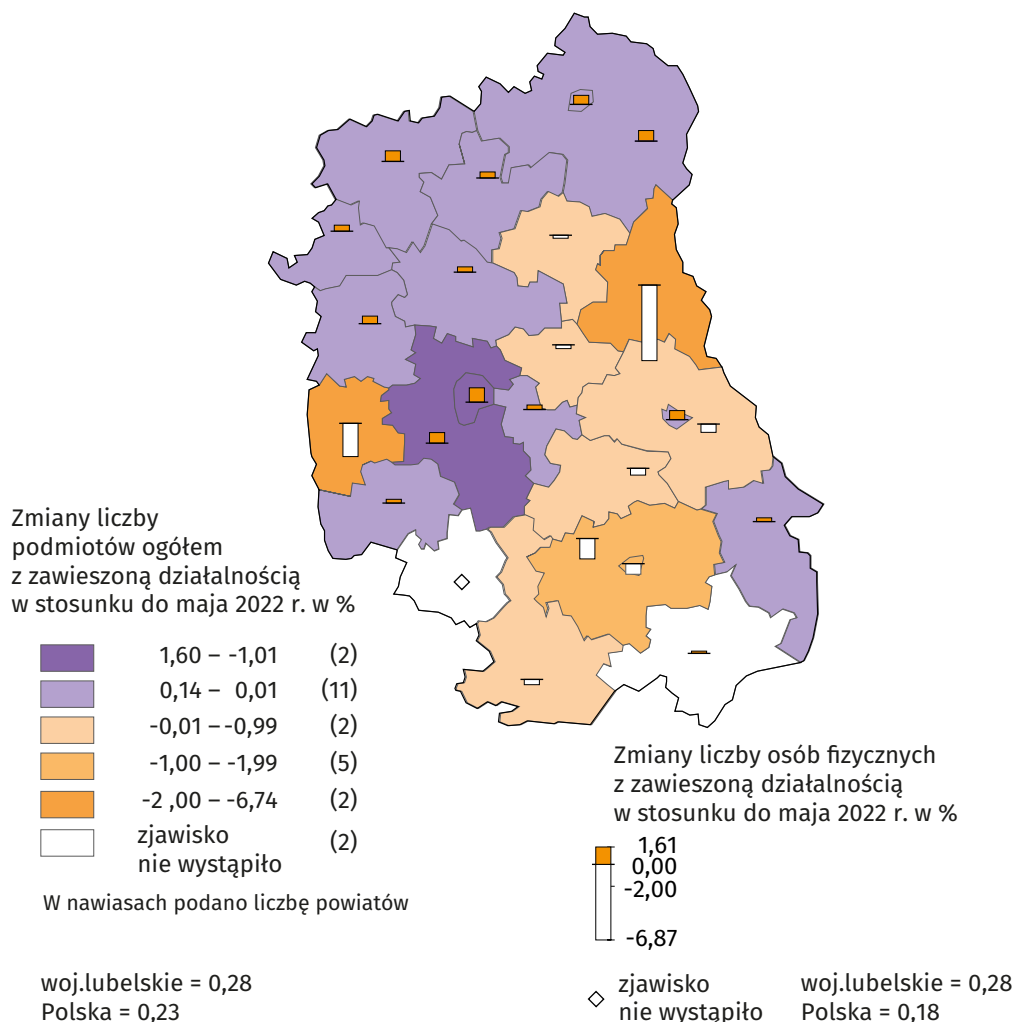 Zmiany liczby
podmiotów ogółem
z zawieszoną działalnością
w stosunku do maja 2022 r. w %
1,60 – -1,01 (2)
0,14 – 0,01 (11)
-0,01 – -0,99 (2)
-1,00 – -1,99 (5)
-2 ,00 – -6,74 (2)
zjawisko
nie wystąpiło (2)
W nawiasach podano liczbę powiatów
woj.lubelskie = 0,28
Polska = 0,23
Zmiany liczby osób fizycznych
z zawieszoną działalnością
w stosunku do maja 2022 r. w %
1,61
0,00
-2,00
-6,87
zjawisko
nie wystąpiło
woj.lubelskie = 0,28
Polska = 0,18